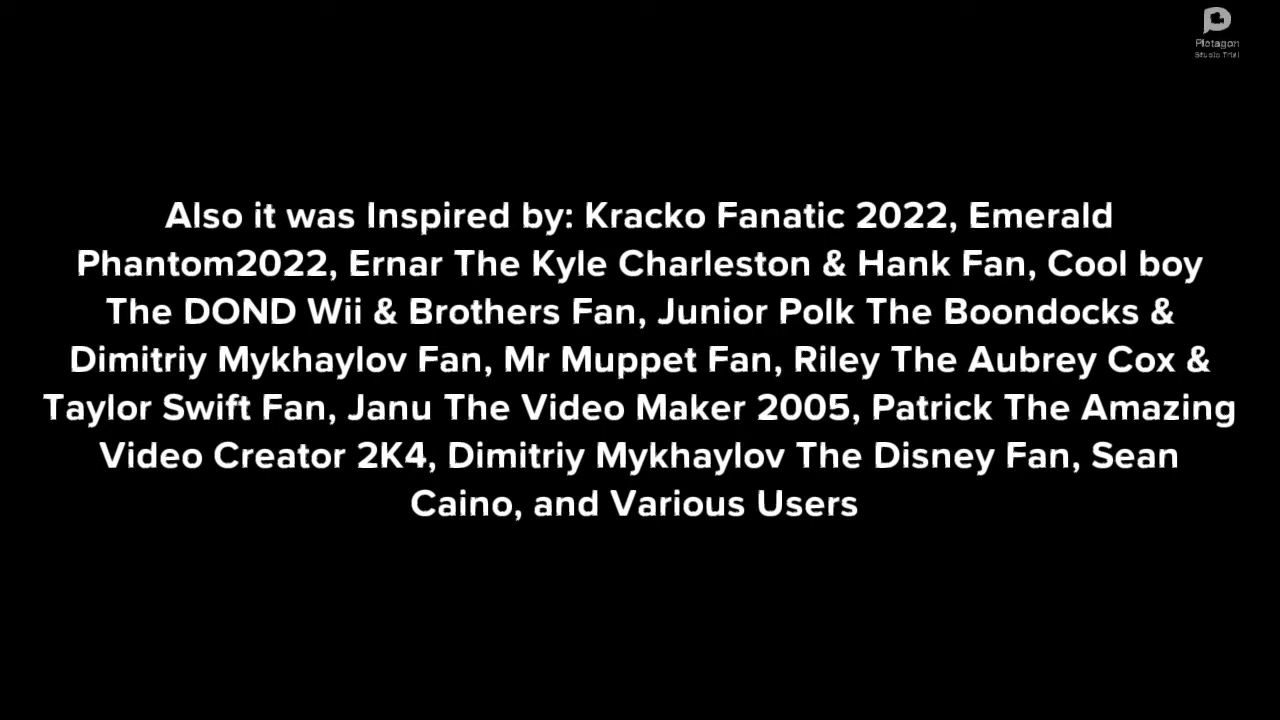 Plotagon
Studio Trial
Also it was Inspired by: Kracko Fanatic 2022, Emerald
Phantom2022, Ernar The Kyle Charleston & Hank Fan, Cool boy
The DOND Wii & Brothers Fan, Junior Polk The Boondocks &
Dimitriy Mykhaylov Fan, Mr Muppet Fan, Riley The Aubrey Cox &
Taylor Swift Fan, Janu The Video Maker 2005, Patrick The Amazing
Video Creator 2K4, Dimitriy Mykhaylov The Disney Fan, Sean
Caino, and Various Users